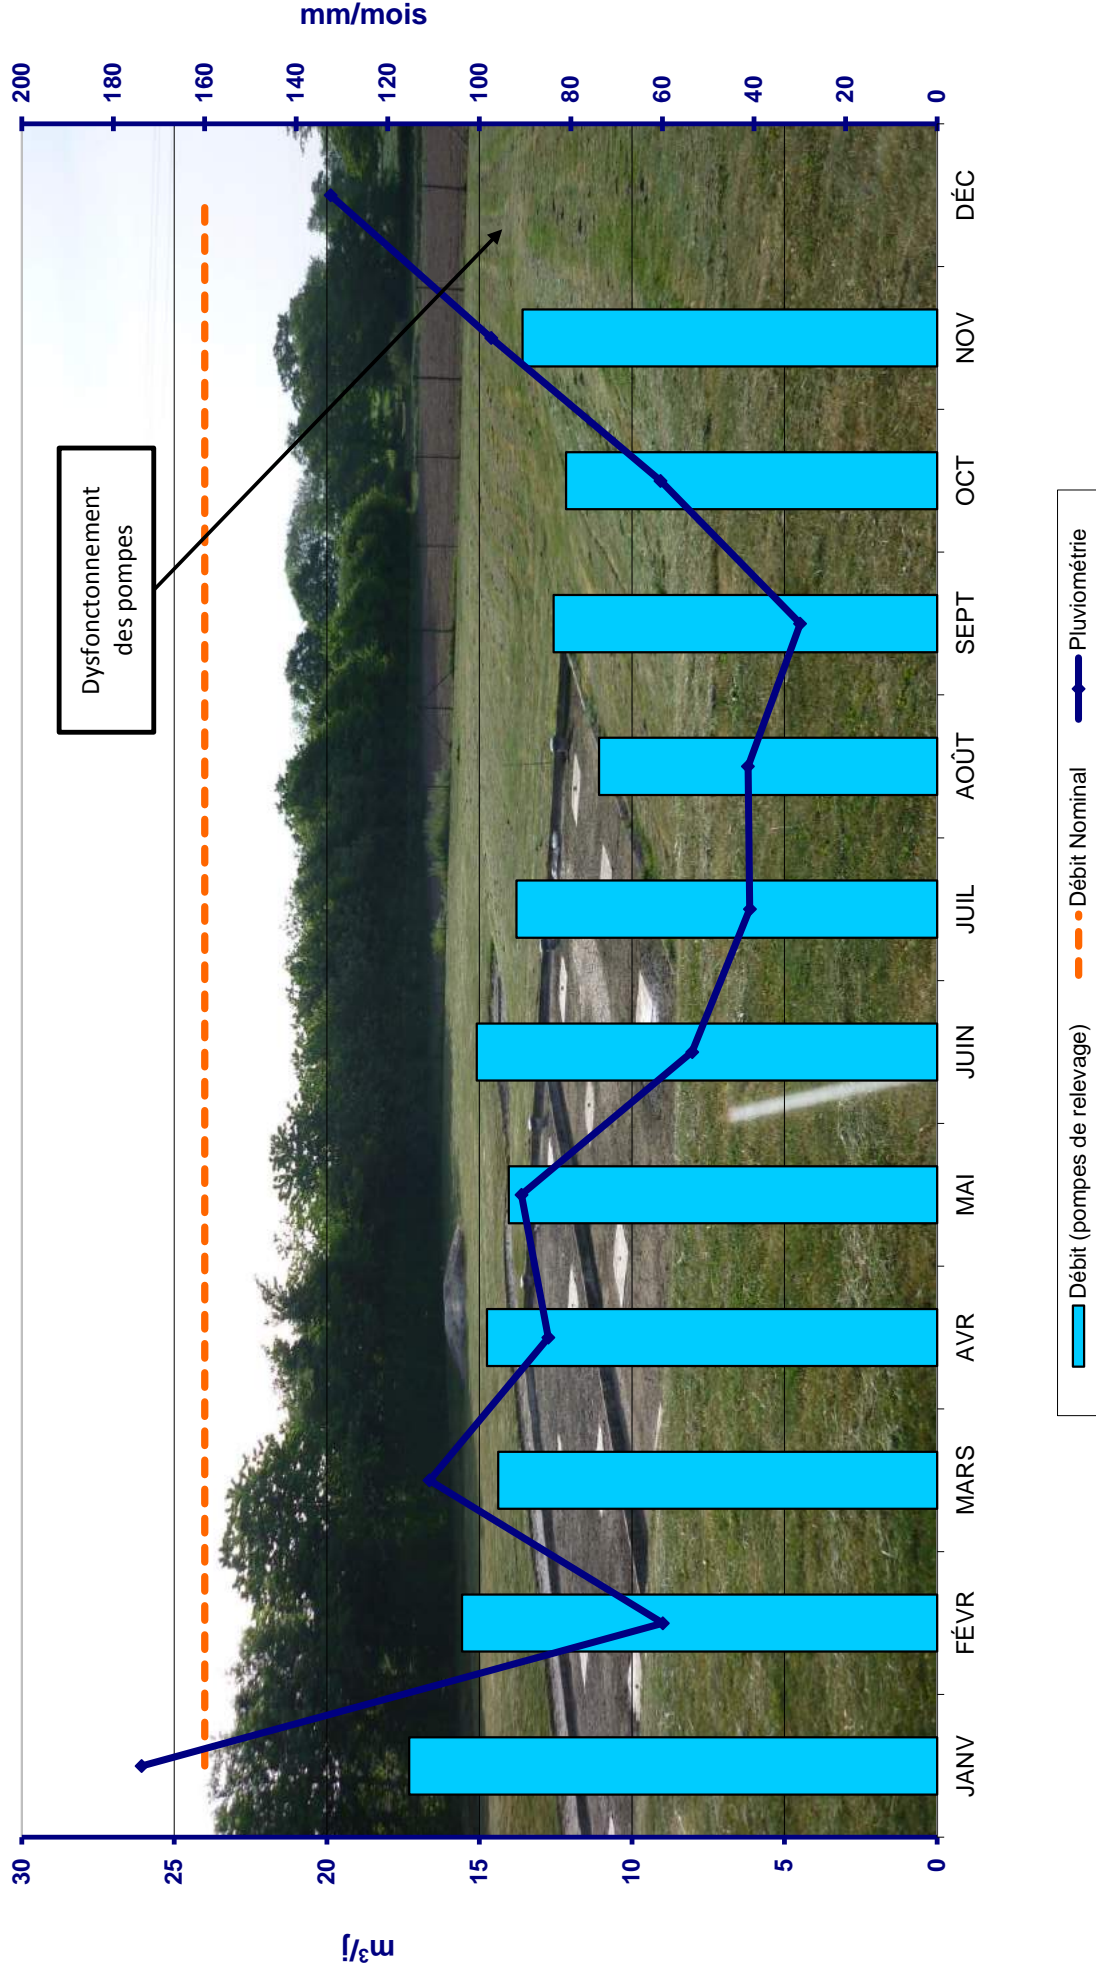 mm/mois
200
180
160
140
120
100
80
60
40
20
0
Dysfonctonnement
des pompes
30
25
20
15
10
5
0
m³/j
JANV
FÉVR
MARS
AVR
MAI
JUIN
JUIL
AOÛT
SEPT
OCT
NOV
DÉC
Débit (pompes de relevage)
Débit Nominal
Pluviométrie